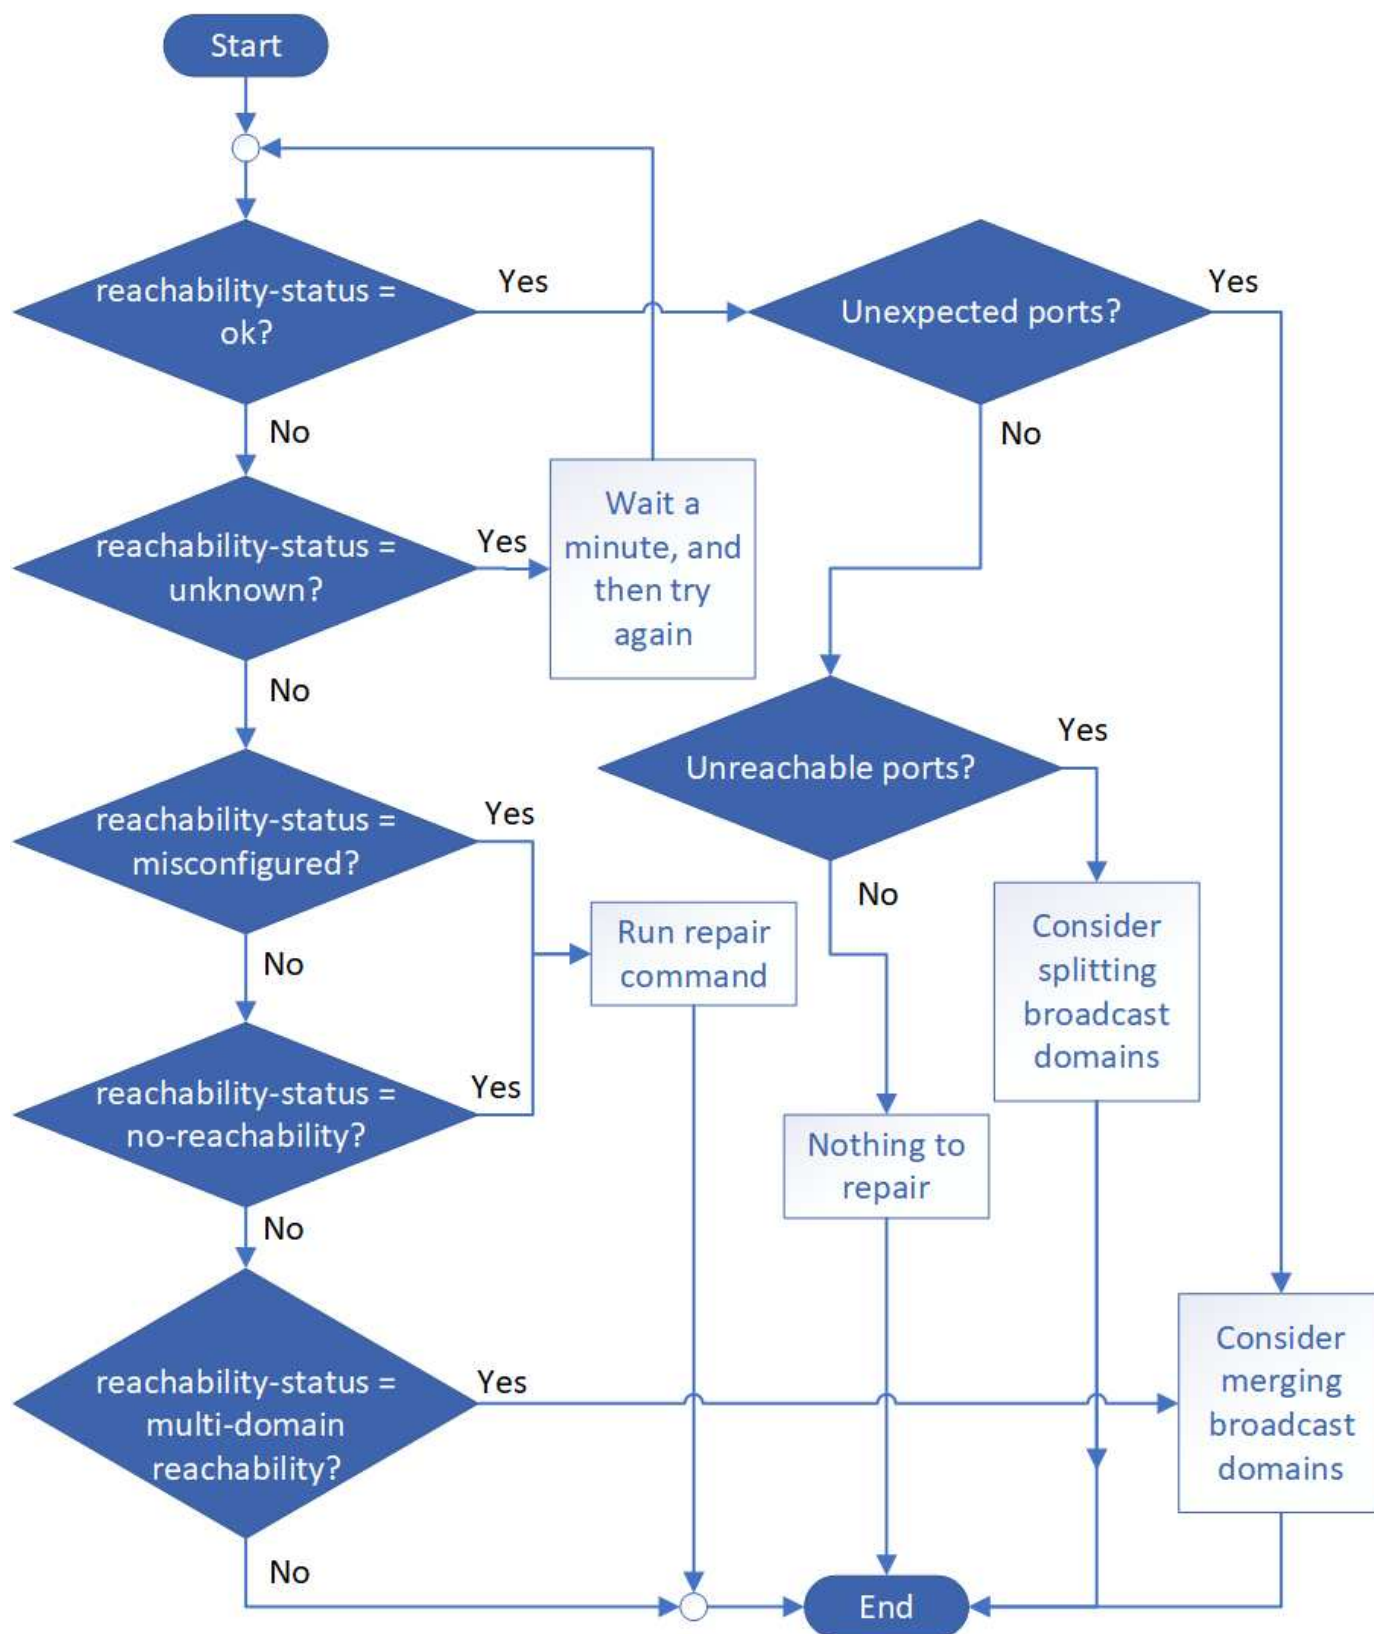 Start
reachability-status =
ok?
Yes
Unexpected ports?
Yes
No
No
reachability-status =
unknown?
Yes
Wait a
minute, and
then try
again
No
Unreachable ports?
Yes
reachability-status =
misconfigured?
Yes
No
Run repair
command
Consider
splitting
broadcast
domains
No
reachability-status =
no-reachability?
Yes
Nothing to
repair
No
reachability-status =
multi-domain
reachability?
Yes
Consider
merging
broadcast
domains
No
End